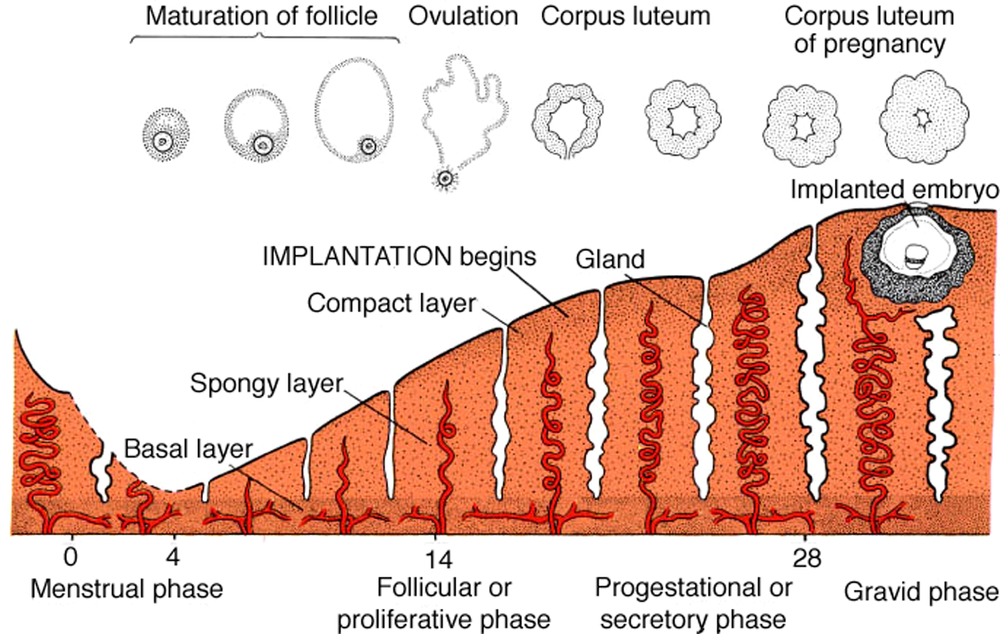 Maturation of follicle
Ovulation
Corpus luteum
Corpus luteum
of pregnancy
Implanted embryo
IMPLANTATION begins
Gland
Compact layer
Spongy layer
Basal layer
0
4
14
28
Menstrual phase
Follicular or
proliferative phase
Progestational or
secretory phase
Gravid phase